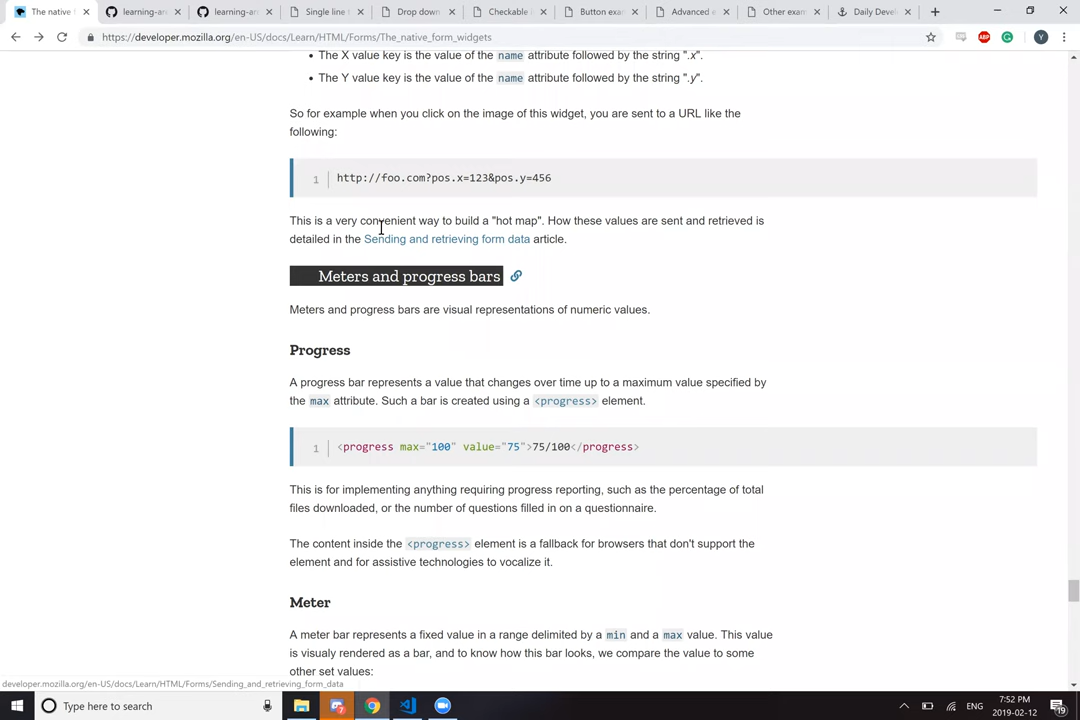 The native
learning-ar
learning-ar
Single line
Drop down
Checkable
Button exa
Advanced e
Other exar
Daily Devel
https://developer.mozilla.org/en-US/docs/Learn/HTML/Forms/The_native_form_widgets
ABP
Y
• The X value key is the value of the name attribute followed by the string ".x".
• The Y value key is the value of the name attribute followed by the string ".y".
So for example when you click on the image of this widget, you are sent to a URL like the
following:
1 http://foo.com?pos.x=123&pos.y=456
This is a very convenient way to build a "hot map". How these values are sent and retrieved is
detailed in the Sending and retrieving form data article.
Meters and progress bars
Meters and progress bars are visual representations of numeric values.
Progress
A progress bar represents a value that changes over time up to a maximum value specified by
the max attribute. Such a bar is created using a <progress> element.
1 <progress max="100" value="75">75/100</progress>
This is for implementing anything requiring progress reporting, such as the percentage of total
files downloaded, or the number of questions filled in on a questionnaire.
The content inside the <progress> element is a fallback for browsers that don't support the
element and for assistive technologies to vocalize it.
Meter
A meter bar represents a fixed value in a range delimited by a min and a max value. This value
is visualy rendered as a bar, and to know how this bar looks, we compare the value to some
other set values:
developer.mozilla.org/en-US/docs/Learn/HTML/Forms/Sending_and_retrieving_form_data
Type here to search
ENG
7:52 PM
2019-02-12
19